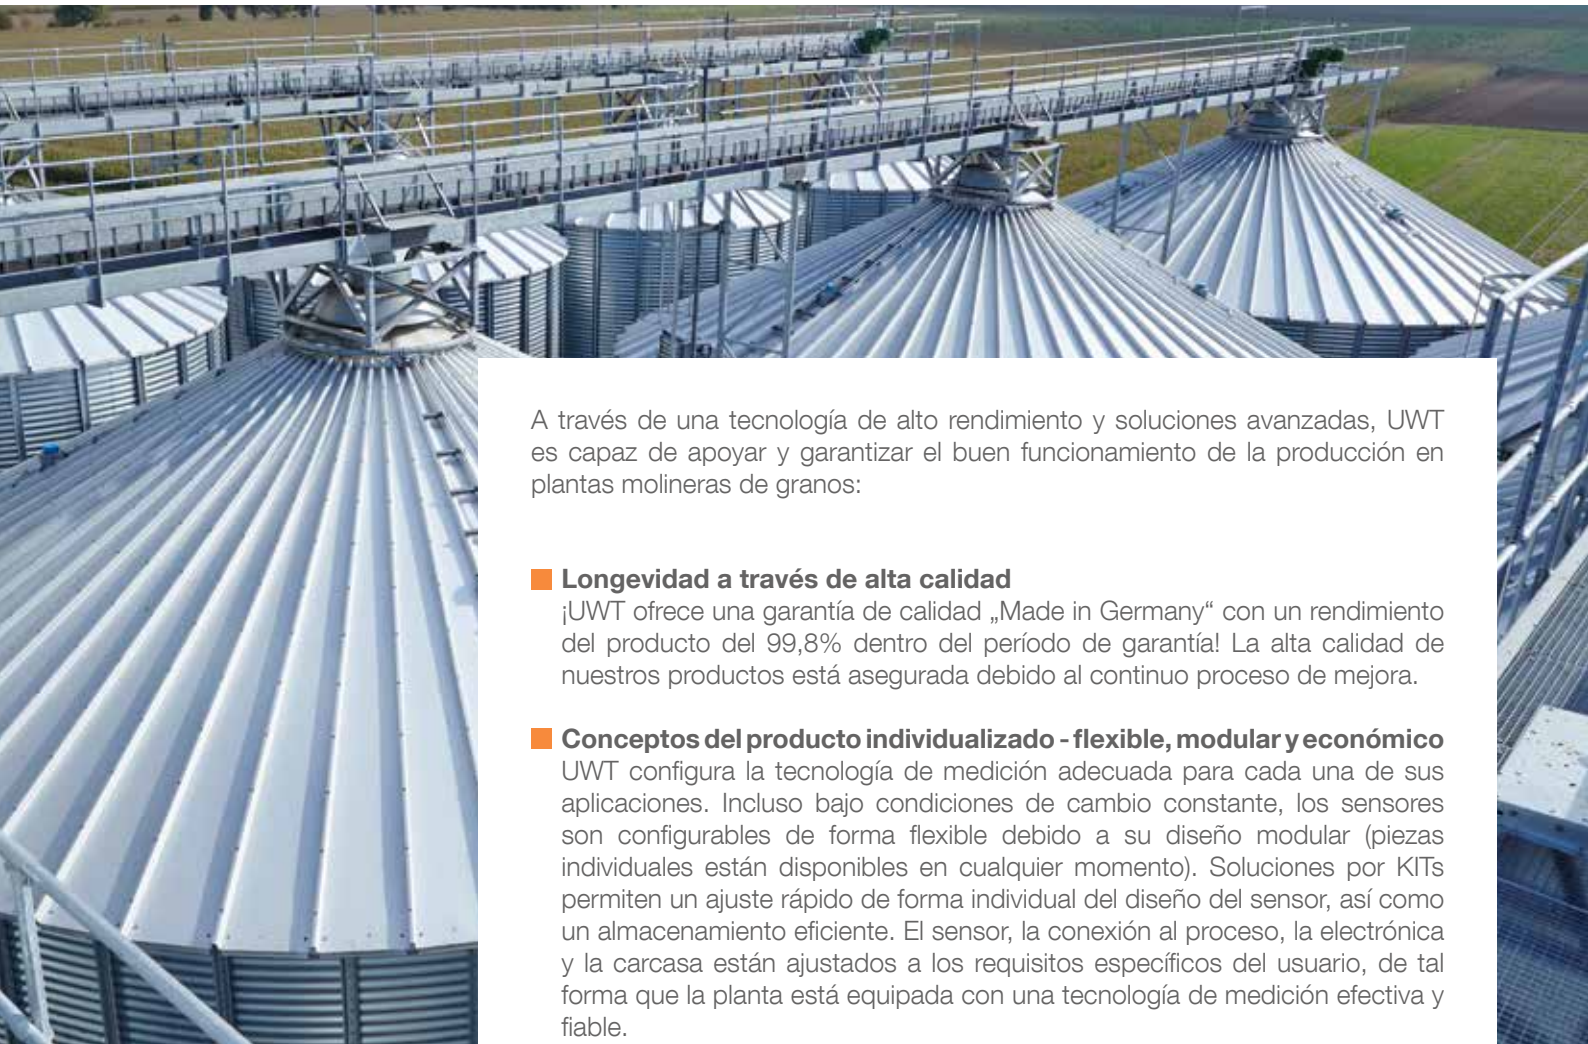 A través de una tecnología de alto rendimiento y soluciones avanzadas, UWT
es capaz de apoyar y garantizar el buen funcionamiento de la producción en
plantas molineras de granos:
Longevidad a través de alta calidad
¡UWT ofrece una garantía de calidad „Made in Germany“ con un rendimiento
del producto del 99,8% dentro del período de garantía! La alta calidad de
nuestros productos está asegurada debido al continuo proceso de mejora.
Conceptos del producto individualizado - flexible, modular y económico
UWT configura la tecnología de medición adecuada para cada una de sus
aplicaciones. Incluso bajo condiciones de cambio constante, los sensores
son configurables de forma flexible debido a su diseño modular (piezas
individuales están disponibles en cualquier momento). Soluciones por KITs
permiten un ajuste rápido de forma individual del diseño del sensor, así como
un almacenamiento eficiente. El sensor, la conexión al proceso, la electrónica
y la carcasa están ajustados a los requisitos específicos del usuario, de tal
forma que la planta está equipada con una tecnología de medición efectiva y
fiable.